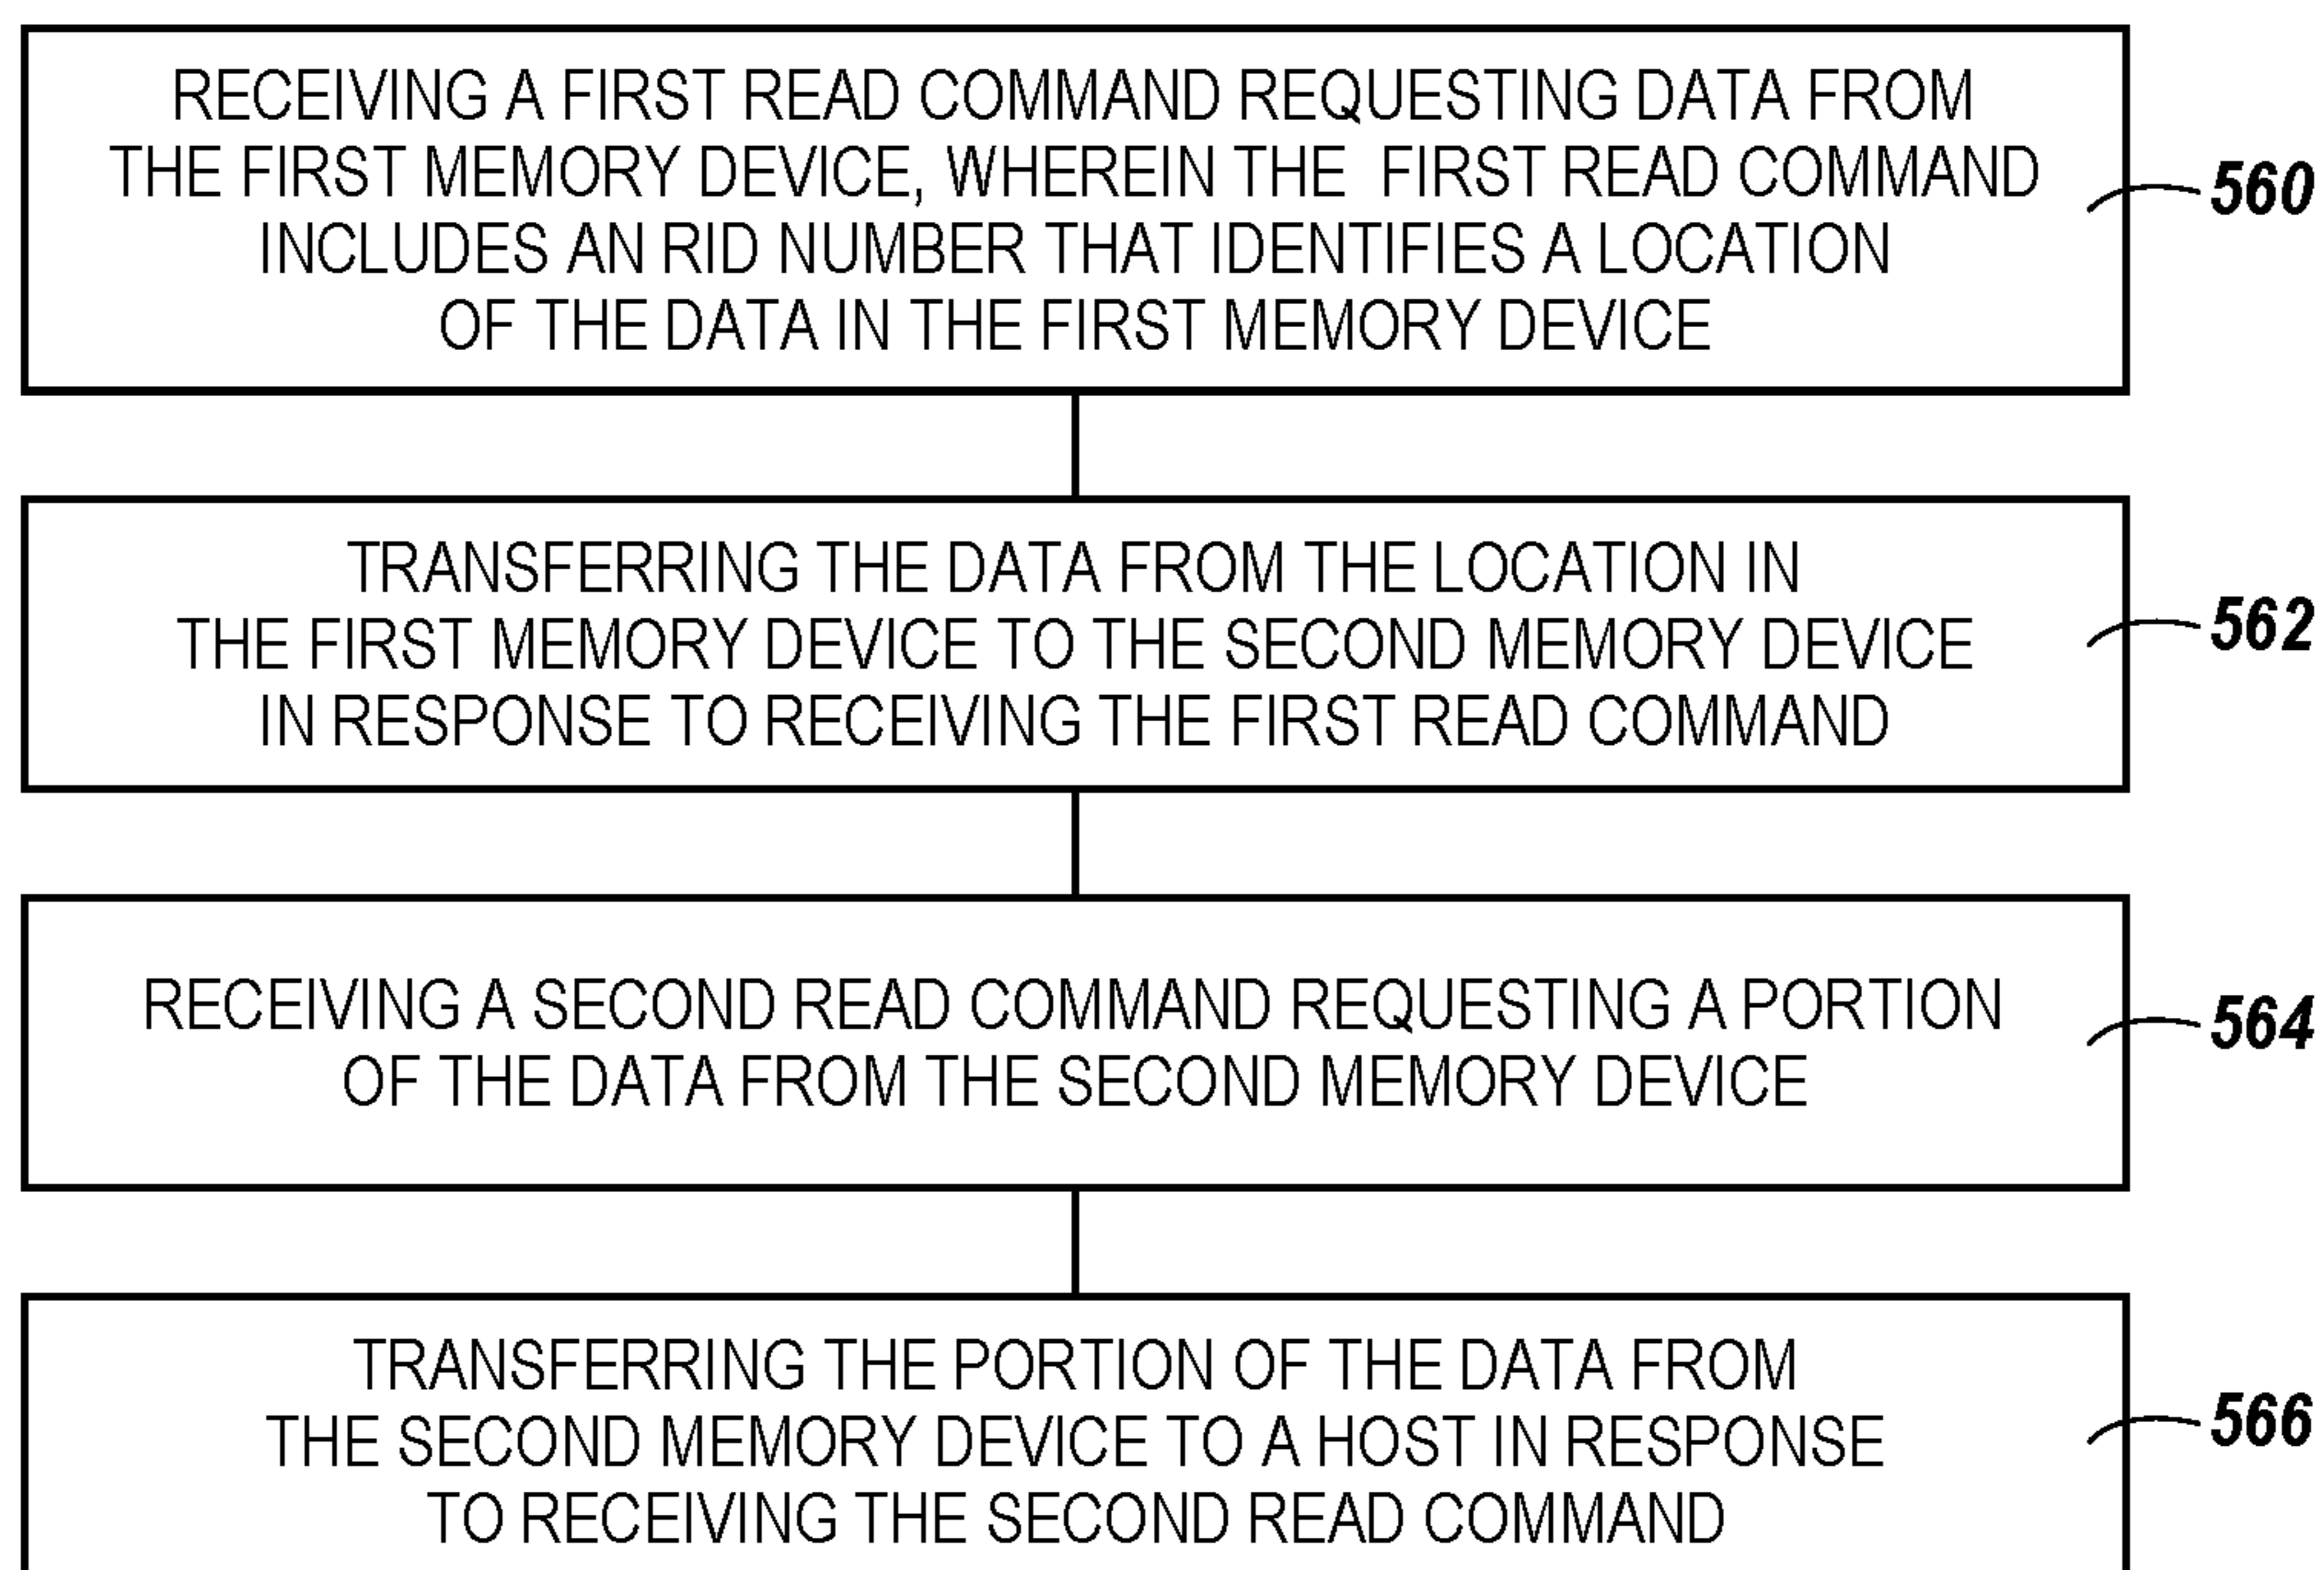 RECEIVING A FIRST READ COMMAND REQUESTING DATA FROM
THE FIRST MEMORY DEVICE, WHEREIN THE FIRST READ COMMAND
INCLUDES AN RID NUMBER THAT IDENTIFIES A LOCATION
OF THE DATA IN THE FIRST MEMORY DEVICE
560
TRANSFERRING THE DATA FROM THE LOCATION IN
THE FIRST MEMORY DEVICE TO THE SECOND MEMORY DEVICE
IN RESPONSE TO RECEIVING THE FIRST READ COMMAND
562
RECEIVING A SECOND READ COMMAND REQUESTING A PORTION
OF THE DATA FROM THE SECOND MEMORY DEVICE
564
TRANSFERRING THE PORTION OF THE DATA FROM
THE SECOND MEMORY DEVICE TO A HOST IN RESPONSE
TO RECEIVING THE SECOND READ COMMAND
566